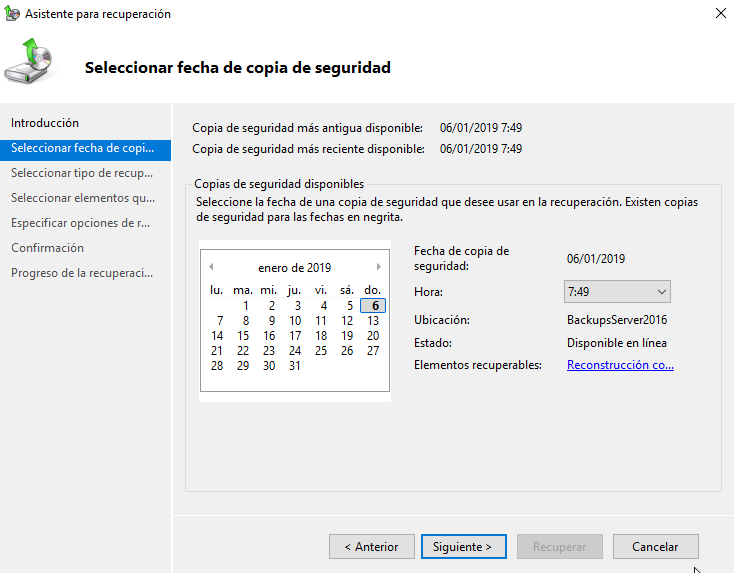 Asistente para recuperación
Seleccionar fecha de copia de seguridad
Introducción
Seleccionar fecha de copi...
Seleccionar tipo de recup...
Seleccionar elementos qu...
Especificar opciones de r...
Confirmación
Progreso de la recuperaci...
Copia de seguridad más antigua disponible: 06/01/2019 7:49
Copia de seguridad más reciente disponible: 06/01/2019 7:49
Copias de seguridad disponibles
Seleccione la fecha de una copia de seguridad que desee usar en la recuperación. Existen copias
de seguridad para las fechas en negrita.
enero de 2019
lu. ma. mi. ju. vi. sá. do.
1 2 3 4 5 6
7 8 9 10 11 12 13
14 15 16 17 18 19 20
21 22 23 24 25 26 27
28 29 30 31
Fecha de copia de
seguridad: 06/01/2019
Hora: 7:49
Ubicación: BackupsServer2016
Estado: Disponible en línea
Elementos recuperables: Reconstrucción co...
< Anterior
Siguiente >
Recuperar
Cancelar